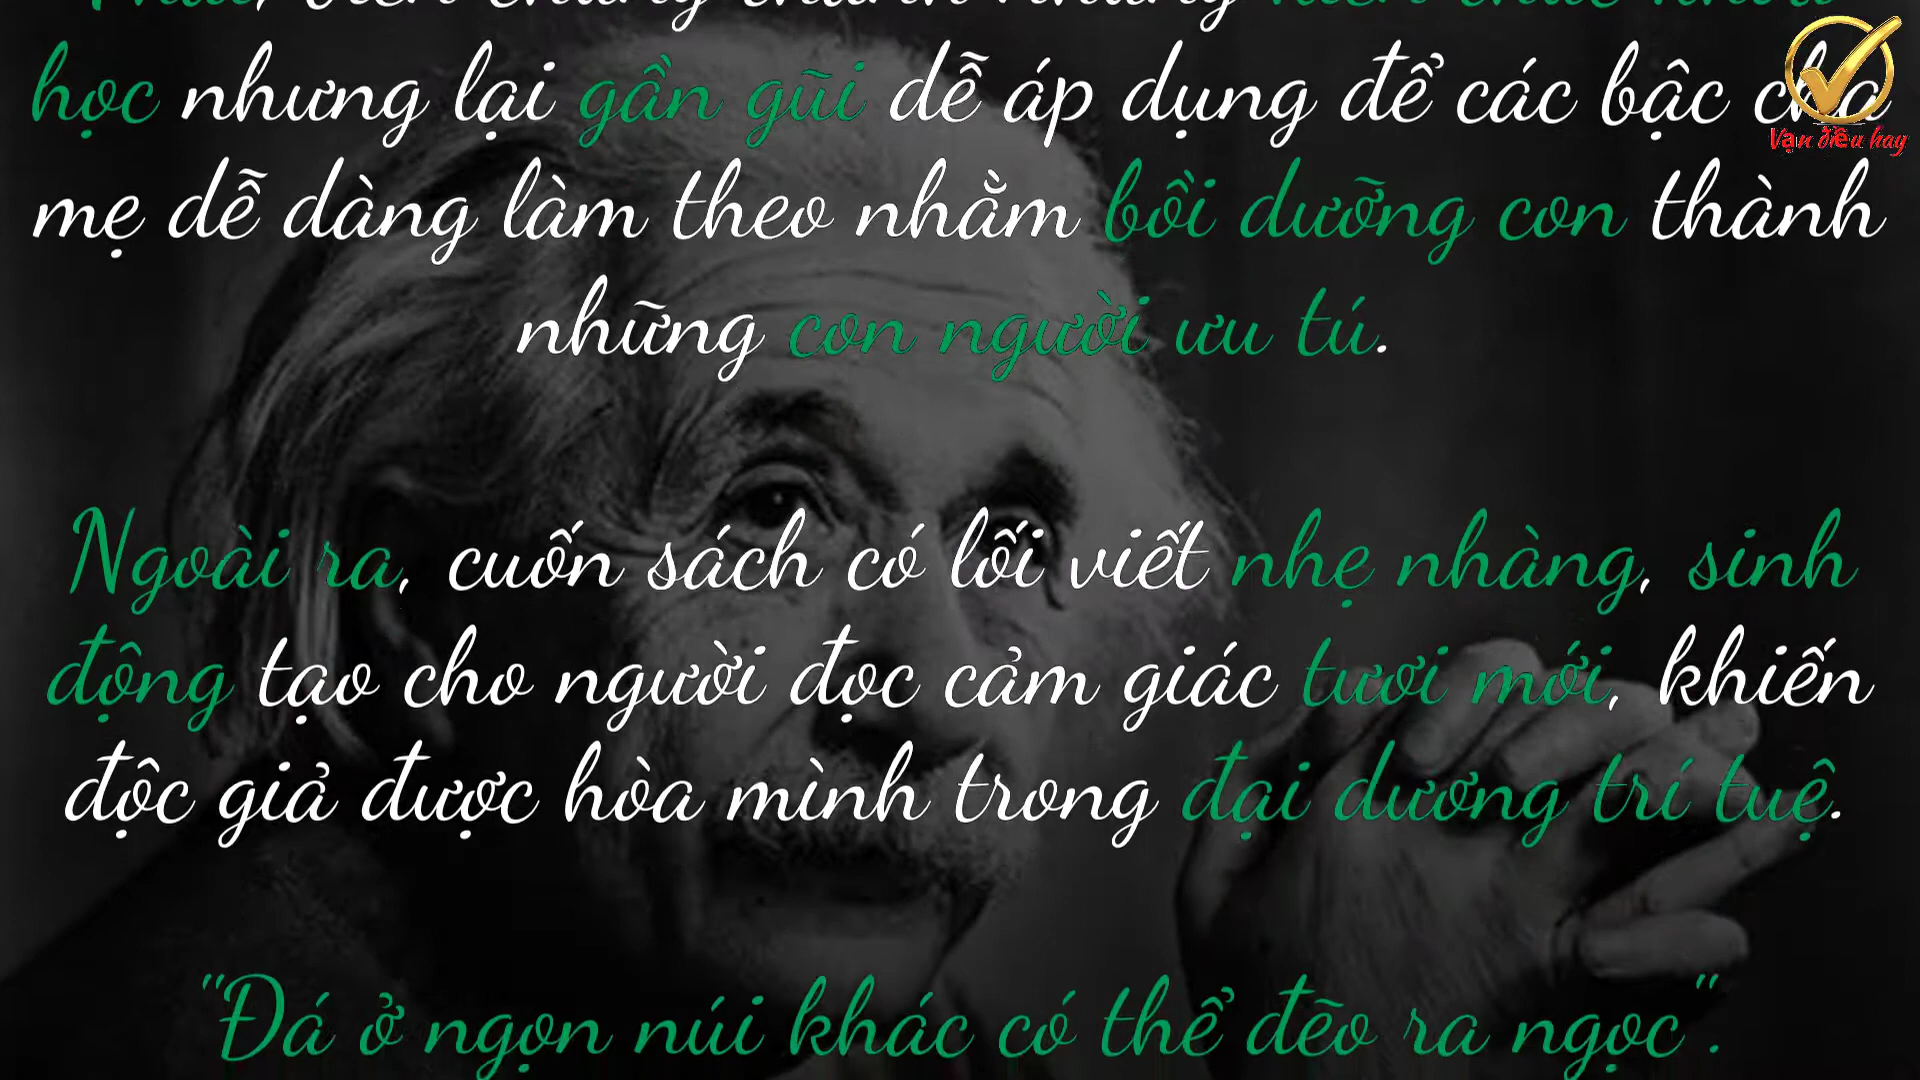 học nhưng lại gần gũi dễ áp dụng để các bậc cha
Vạn điều hay
mẹ dễ dàng làm theo nhằm bồi dưỡng con thành
những con người ưu tú.
Ngoài ra, cuốn sách có lối viết nhẹ nhàng, sinh
động tạo cho người đọc cảm giác tươi mới, khiến
độc giả được hòa mình trong đại dương trí tuệ.
"Đá ở ngọn núi khác có thể đẽo ra ngọc".